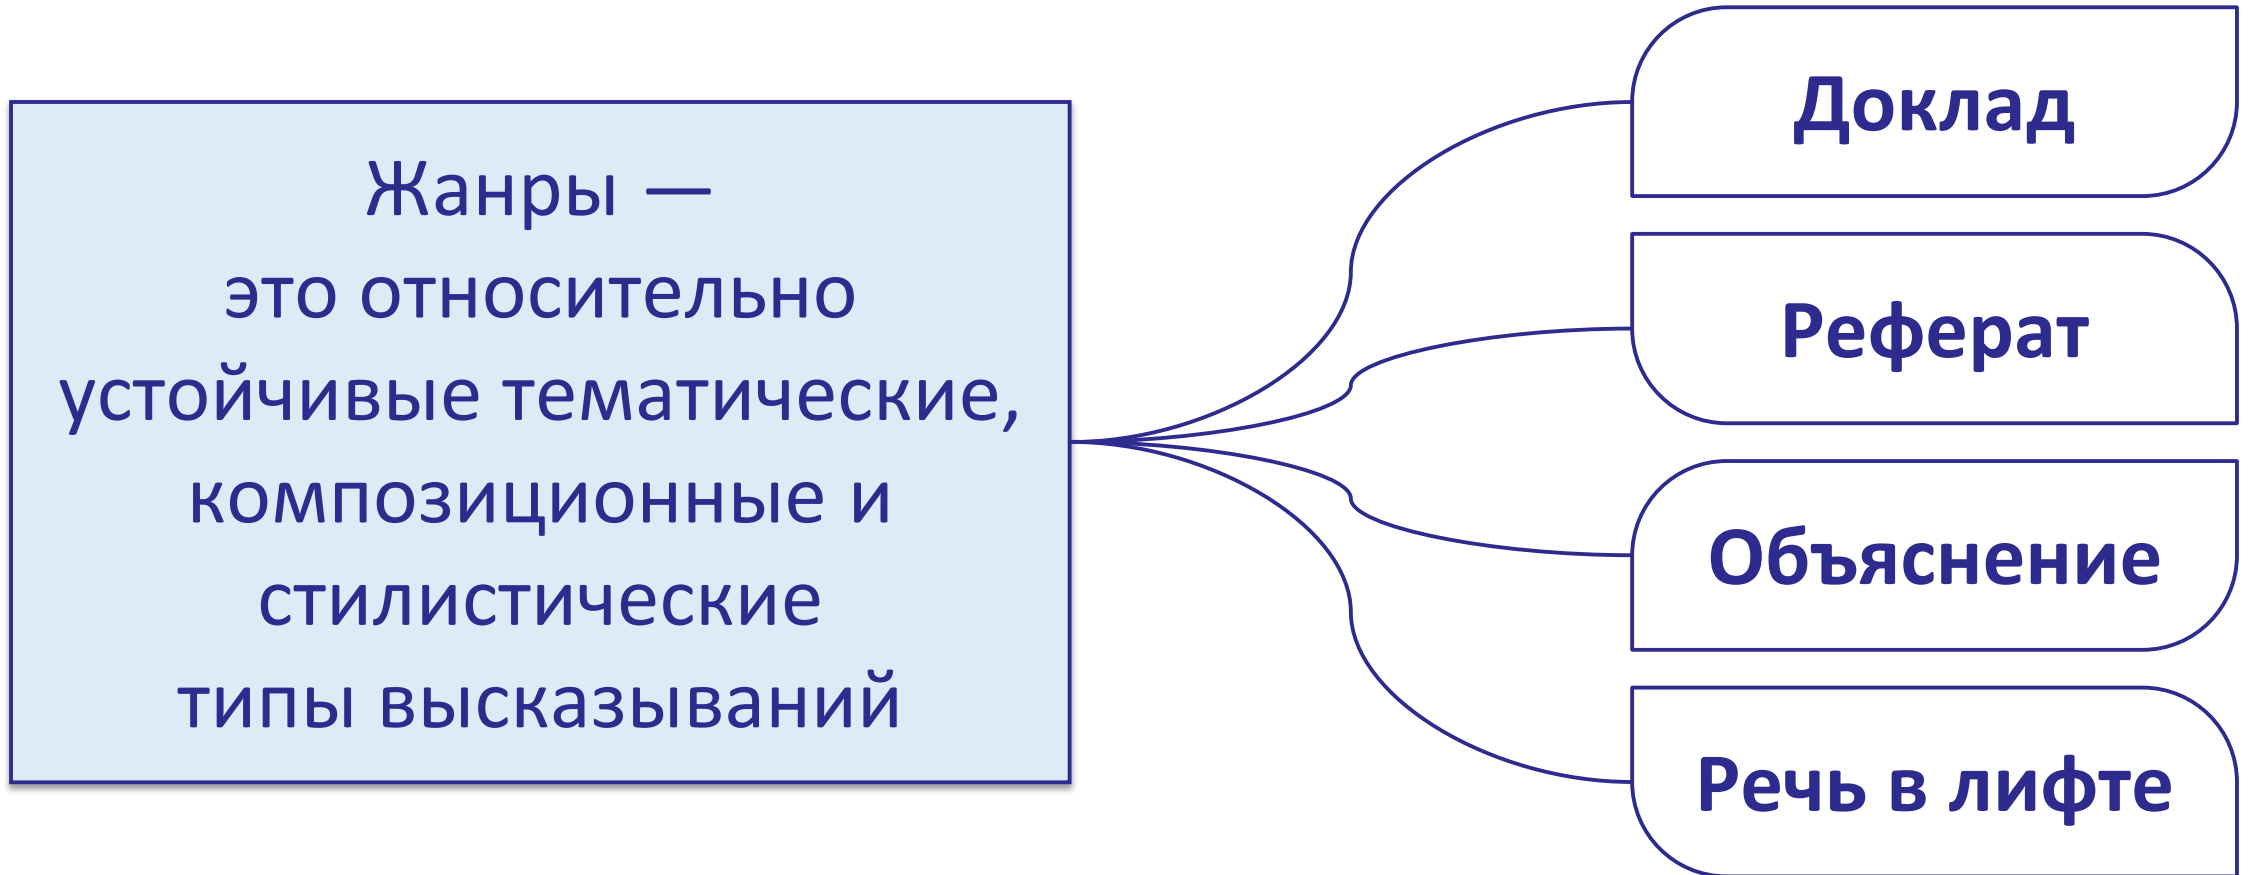 Жанры —
это относительно
устойчивые тематические,
композиционные и
стилистические
типы высказываний
Доклад
Реферат
Объяснение
Речь в лифте